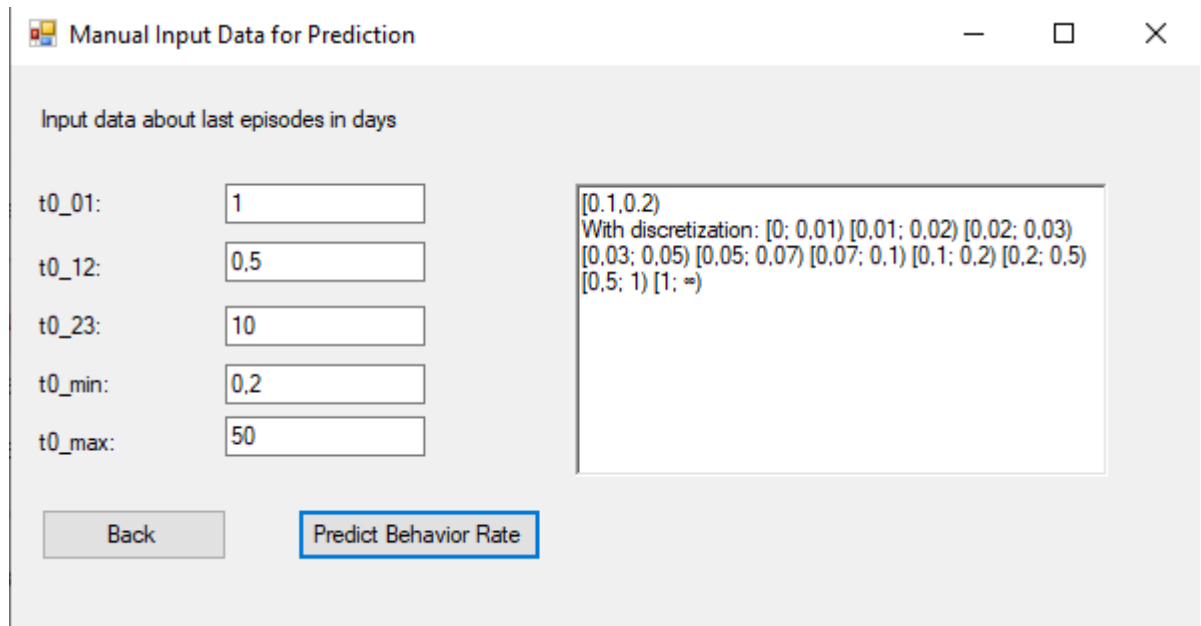 Manual Input Data for Prediction
Input data about last episodes in days
t0_01:
1
t0_12:
0,5
t0_23:
10
t0_min:
0,2
t0_max:
50
[0.1,0.2)
With discretization: [0; 0,01) [0,01; 0,02) [0,02; 0,03)
[0,03; 0,05) [0,05; 0,07) [0,07; 0,1) [0,1; 0,2) [0,2; 0,5)
[0,5; 1) [1; ∞)
Back
Predict Behavior Rate